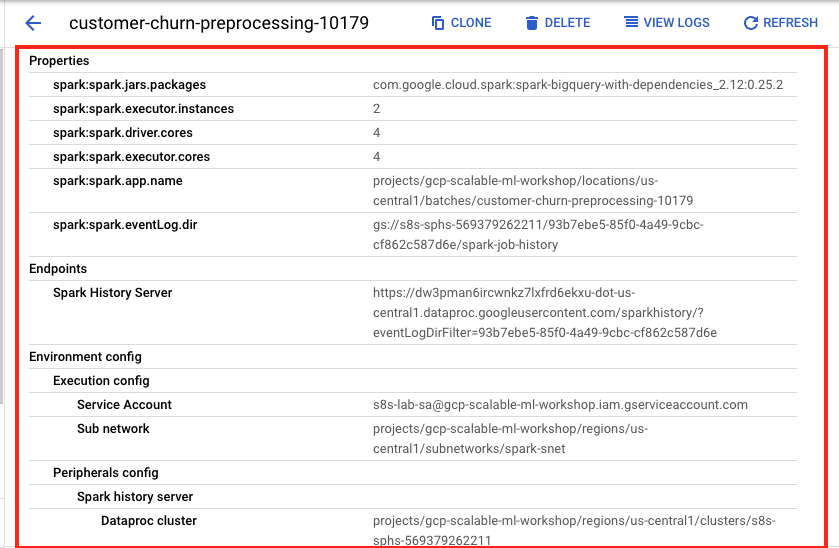 customer-churn-preprocessing-10179 CLONE DELETE VIEW LOGS REFRESH
Properties
spark:spark.jars.packages com.google.cloud.spark:spark-bigquery-with-dependencies_2.12:0.25.2
spark:spark.executor.instances 2
spark:spark.driver.cores 4
spark:spark.executor.cores 4
spark:spark.app.name projects/gcp-scalable-ml-workshop/locations/us-
central1/batches/customer-churn-preprocessing-10179
spark:spark.eventLog.dir gs://s8s-sphs-569379262211/93b7ebe5-85f0-4a49-9cbc-
cf862c587d6e/spark-job-history
Endpoints
Spark History Server https://dw3pman6ircwnkz7lxfrd6ekxu-dot-us-
central1.dataproc.googleusercontent.com/sparkhistory/?
eventLogDirFilter=93b7ebe5-85f0-4a49-9cbc-cf862c587d6e
Environment config
Execution config
Service Account s8s-lab-sa@gcp-scalable-ml-workshop.iam.gserviceaccount.com
Sub network projects/gcp-scalable-ml-workshop/regions/us-
central1/subnetworks/spark-snet
Peripherals config
Spark history server
Dataproc cluster projects/gcp-scalable-ml-workshop/regions/us-central1/clusters/s8s-
sphs-569379262211